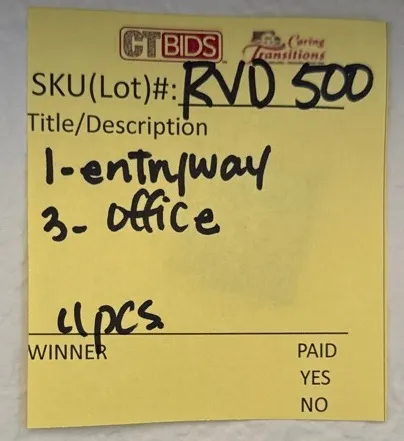 CTBIDS Caring Transitions
SKU(Lot)#: RVD 500
Title/Description
1-entryway
3- Office
4pcs.
WINNER PAID
YES
NO